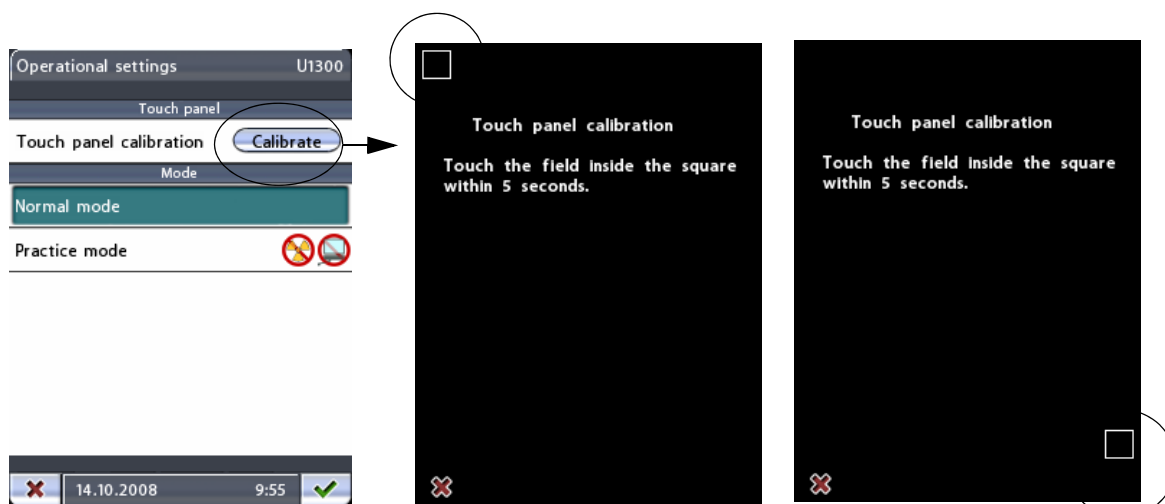 Operational settings U1300
Touch panel
Touch panel calibration Calibrate
Mode
Normal mode
Practice mode
14.10.2008 9:55
Touch panel calibration
Touch the field inside the square
within 5 seconds.
Touch panel calibration
Touch the field inside the square
within 5 seconds.